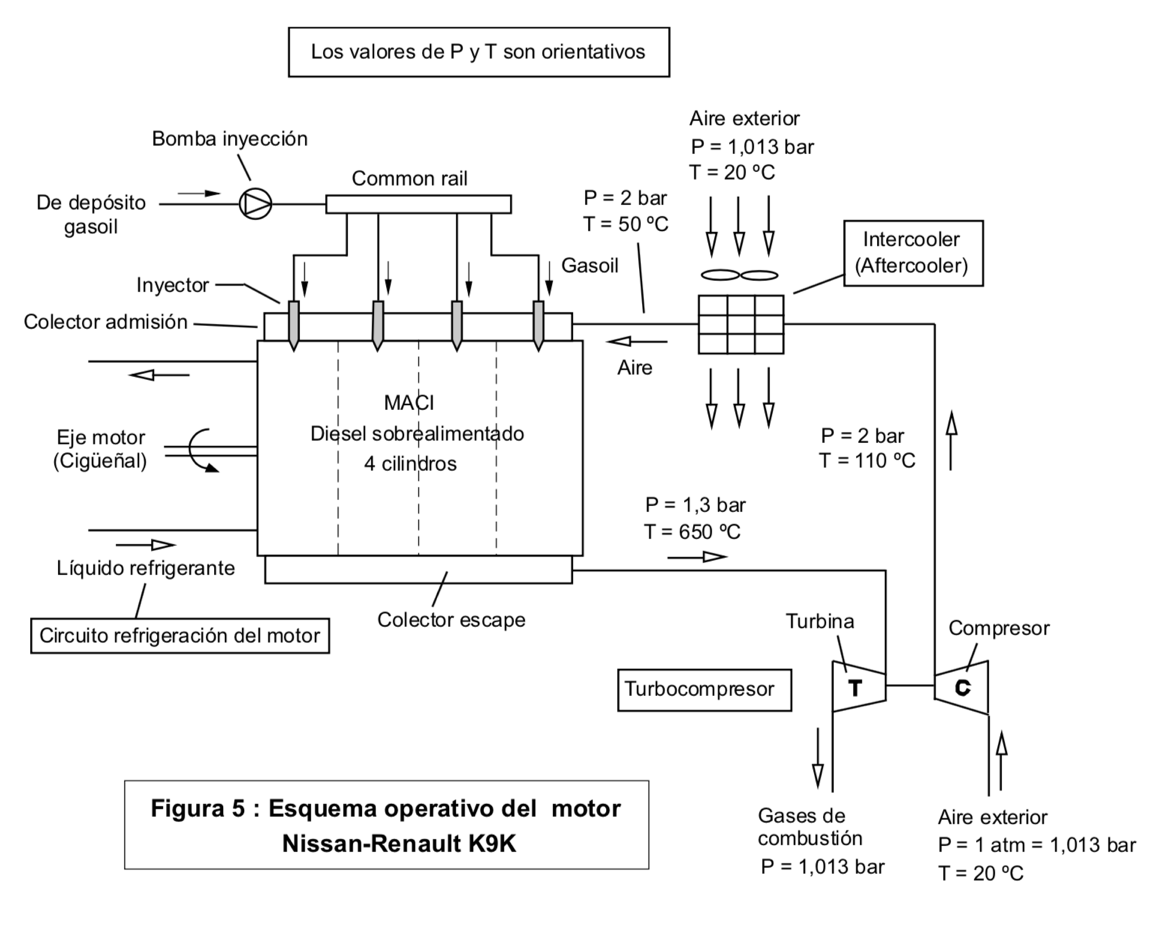 Los valores de P y T son orientativos
Aire exterior
P = 1,013 bar
T = 20 ºC
Bomba inyección
Common rail
De depósito
gasoil
P = 2 bar
T = 50 ºC
Intercooler
(Aftercooler)
Gasoil
Inyector
Colector admisión
Aire
MACI
Diesel sobrealimentado
4 cilindros
Eje motor
(Cigüeñal)
P = 2 bar
T = 110 ºC
P = 1,3 bar
T = 650 ºC
Líquido refrigerante
Circuito refrigeración del motor
Colector escape
Turbina
Compresor
Turbocompresor
T
C
Figura 5 : Esquema operativo del motor
Nissan-Renault K9K
Gases de
combustión
P = 1,013 bar
Aire exterior
P = 1 atm = 1,013 bar
T = 20 ºC